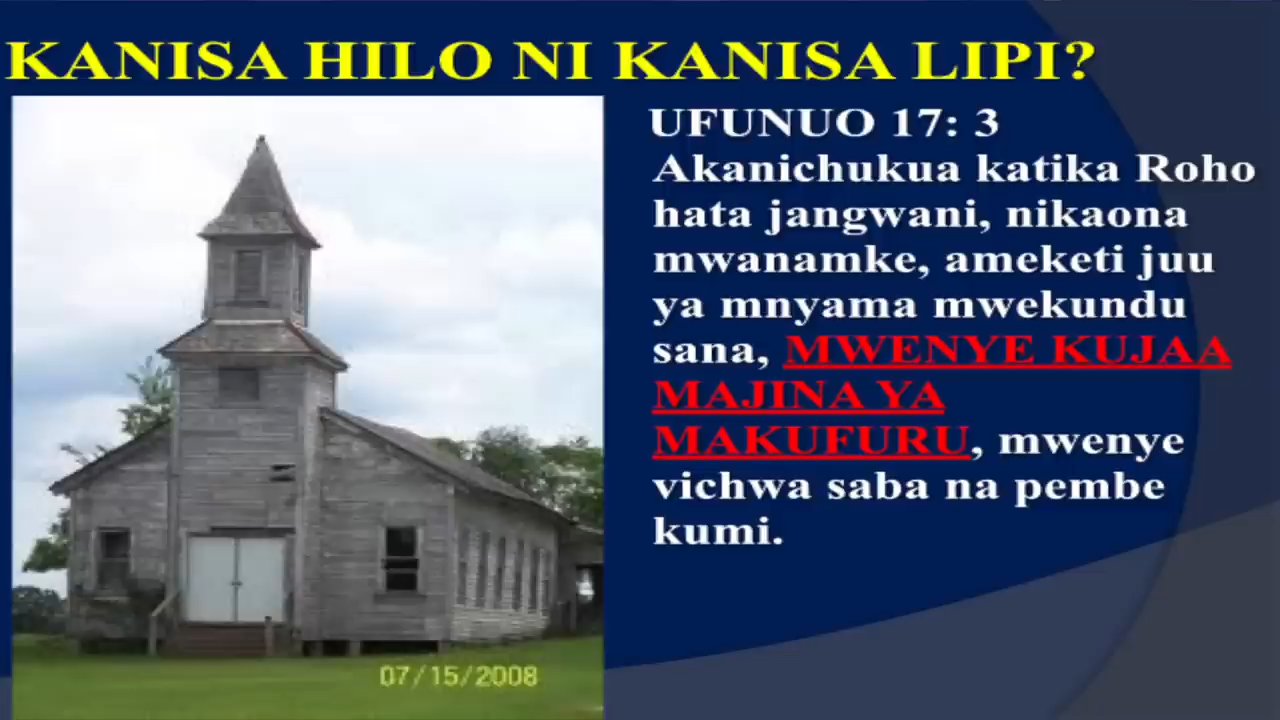 KANISA HILO NI KANISA LIPI?
UFUNUO 17: 3
Akanichukua katika Roho
hata jangwani, nikaona
mwanamke, ameketi juu
ya mnyama mwekundu
sana, MWENYE KUJAA
MAJINA YA
MAKUFURU, mwenye
vichwa saba na pembe
kumi.
07/15/2008